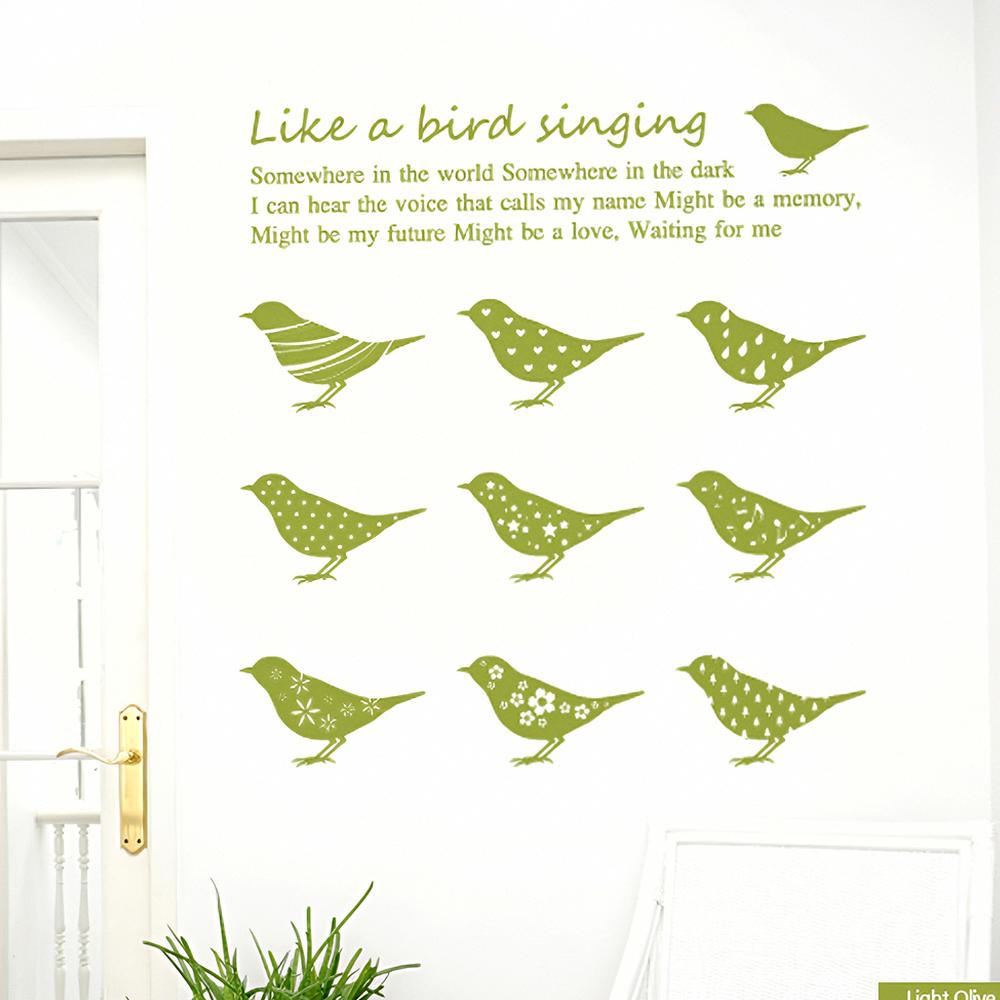 Like a bird singing
Somewhere in the world Somewhere in the dark
I can hear the voice that calls my name Might be a memory,
Might be my future Might be a love, Waiting for me
Light Olive